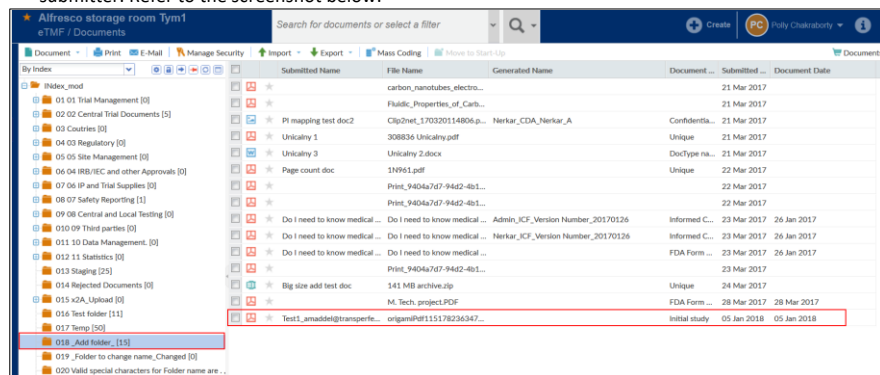 submitter. Refer to the screenshot below.
Alfresco storage room Tym1
eTMF / Documents
Search for documents or select a filter
Create
PC Polly Chakraborty
Document Print E-Mail Manage Security Import Export Mass Coding Move to Start-Up Document
By Index
Submitted Name File Name Generated Name Document ... Submitted ... Document Date
INdex_mod
01 01 Trial Management [0]
02 02 Central Trial Documents [5]
03 Coutries [0]
04 03 Regulatory [0]
05 05 Site Management [0]
06 04 IRB/IEC and other Approvals [0]
07 06 IP and Trial Supplies [0]
08 07 Safety Reporting [1]
09 08 Central and Local Testing [0]
010 09 Third parties [0]
011 10 Data Management. [0]
012 11 Statistics [0]
013 Staging [25]
014 Rejected Documents [0]
015 x2A_Upload [0]
016 Test folder [11]
017 Temp [50]
018 _Add folder_ [15]
019 _Folder to change name_Changed [0]
020 Valid special characters for Folder name are . .
carbon_nanotubes_electro... 21 Mar 2017
Fluidic_Properties_of_Carb... 21 Mar 2017
PI mapping test doc2 Clip2net_170320114806.p... Nerkar_CDA_Nerkar_A Confidentia... 21 Mar 2017
Unicalny 1 308836 Unicalny.pdf Unique 21 Mar 2017
Unicalny 3 Unicalny 2.docx DocType na... 21 Mar 2017
Page count doc 1N961.pdf Unique 22 Mar 2017
Print_9404a7d7-94d2-4b1... 22 Mar 2017
Print_9404a7d7-94d2-4b1... 22 Mar 2017
Do I need to know medical ... Do I need to know medical ... Admin_ICF_Version Number_20170126 Informed C... 23 Mar 2017 26 Jan 2017
Do I need to know medical ... Do I need to know medical ... Nerkar_ICF_Version Number_20170126 Informed C... 23 Mar 2017 26 Jan 2017
Do I need to know medical ... Do I need to know medical ... FDA Form ... 23 Mar 2017 26 Jan 2017
Print_9404a7d7-94d2-4b1... 23 Mar 2017
Big size add test doc 141 MB archive.zip Unique 24 Mar 2017
M. Tech. project.PDF FDA Form ... 28 Mar 2017 28 Mar 2017
Test1_amaddel@transperfe... origamiPdf115178236347... Initial study 05 Jan 2018 05 Jan 2018